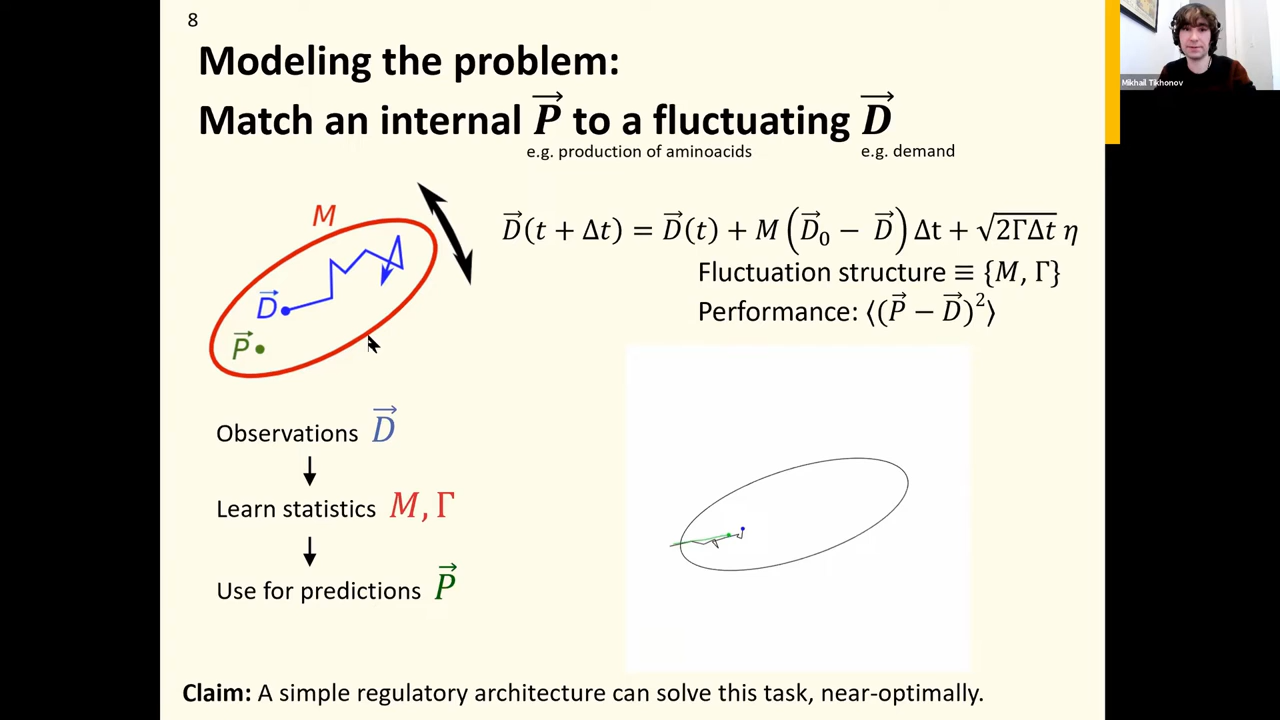 8
Modeling the problem:
Match an internal P⃗ to a fluctuating D⃗
e.g. production of aminoacids
e.g. demand
Mikhail Tikhonov
M
D⃗
P⃗
D⃗(t + Δt) = D⃗(t) + M(D⃗₀ − D⃗)Δt + √2ΓΔt η
Fluctuation structure ≡ {M, Γ}
Performance: ⟨(P⃗ − D⃗)²⟩
Observations D⃗
Learn statistics M, Γ
Use for predictions P⃗
Claim: A simple regulatory architecture can solve this task, near-optimally.